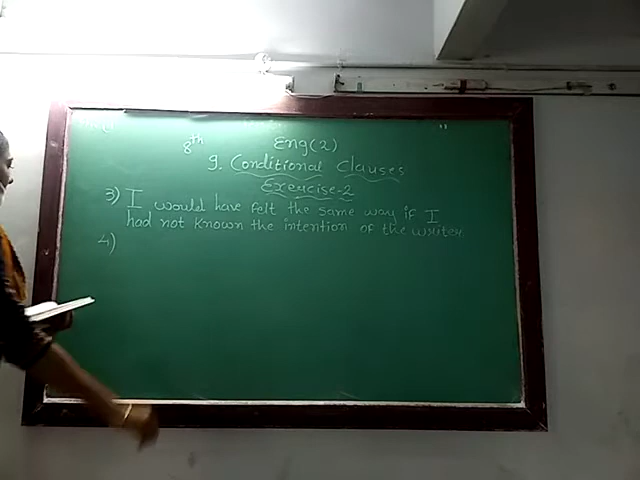 8th Eng(2)
9. Conditional Clauses
Exercise-2
3) I would have felt the same way if I
had not known the intention of the writer.
4)